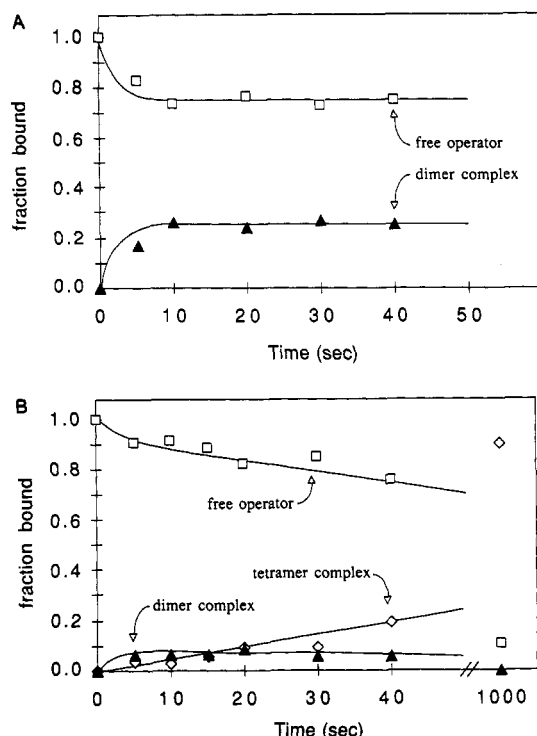 A
1.0
0.8
0.6
0.4
0.2
0.0
fraction bound
free operator
dimer complex
0 10 20 30 40 50
Time (sec)
B
1.0
0.8
0.6
0.4
0.2
0.0
fraction bound
free operator
tetramer complex
dimer complex
0 10 20 30 40 1000
Time (sec)